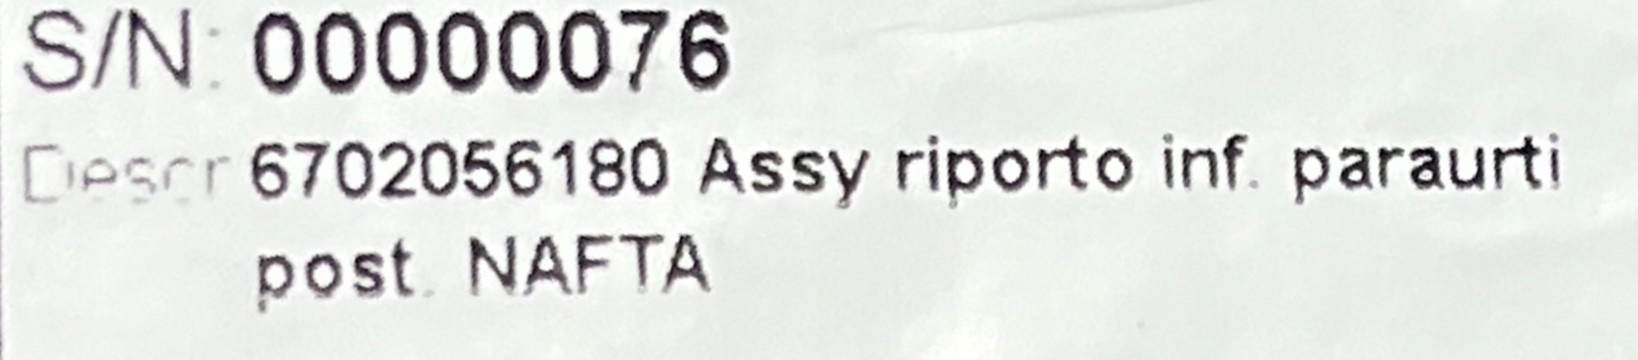 S/N: 00000076
Descr 6702056180 Assy riporto inf. paraurti
post. NAFTA